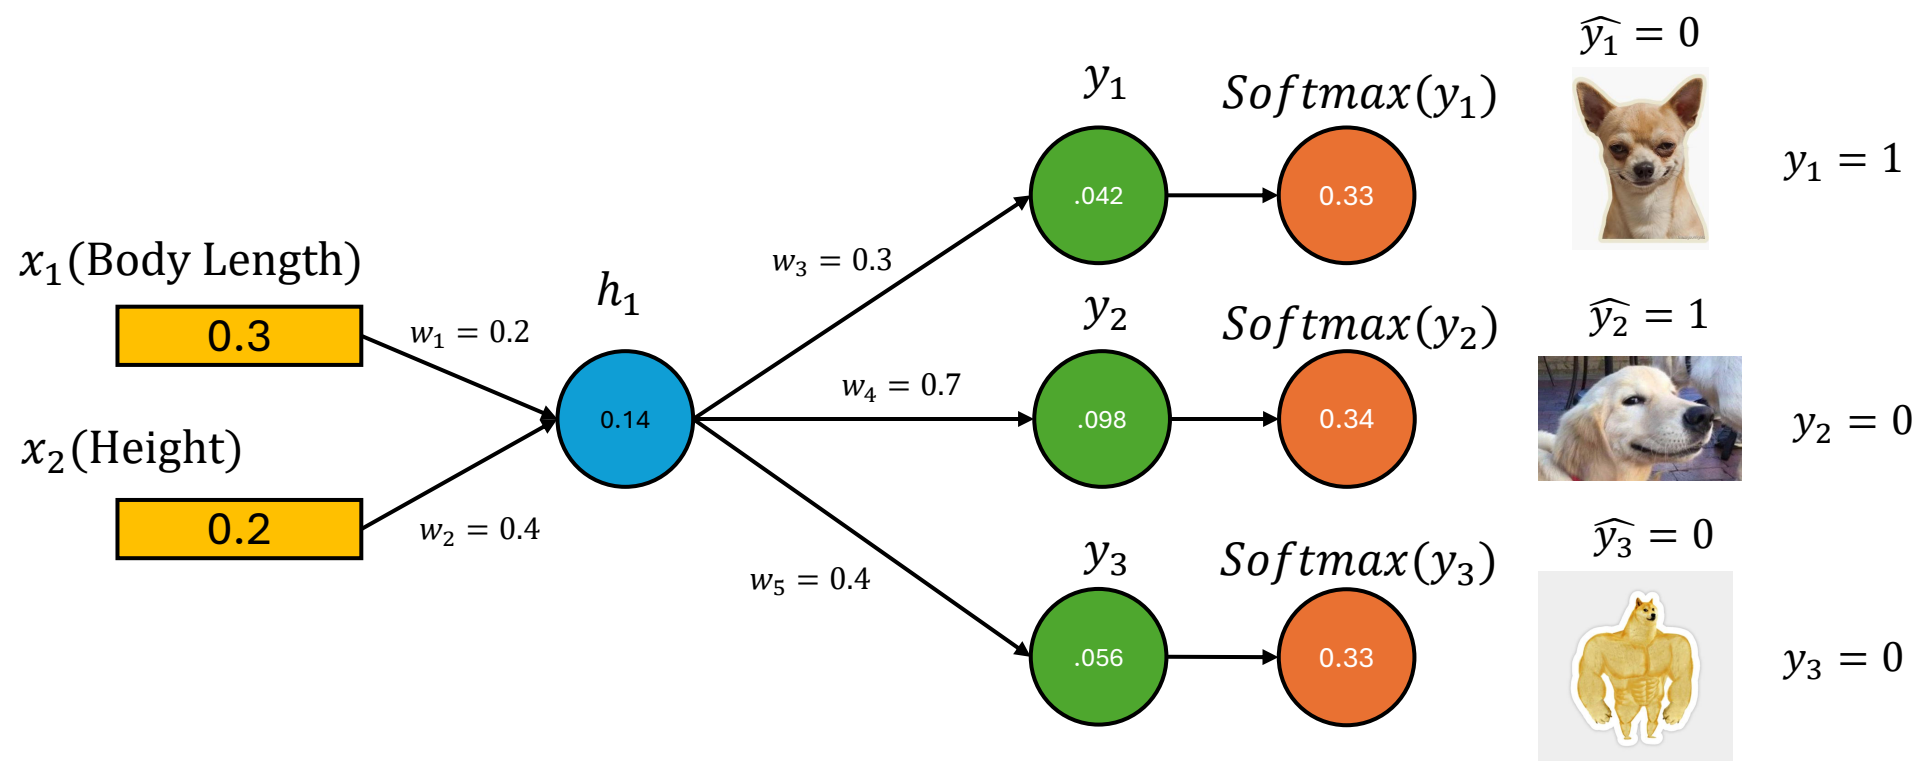 x₁(Body Length)
0.3
x₂(Height)
0.2
w₁ = 0.2
w₂ = 0.4
h₁
0.14
w₃ = 0.3
w₄ = 0.7
w₅ = 0.4
y₁
.042
y₂
.098
y₃
.056
Softmax(y₁)
0.33
Softmax(y₂)
0.34
Softmax(y₃)
0.33
ŷ₁ = 0
y₁ = 1
ŷ₂ = 1
y₂ = 0
ŷ₃ = 0
y₃ = 0